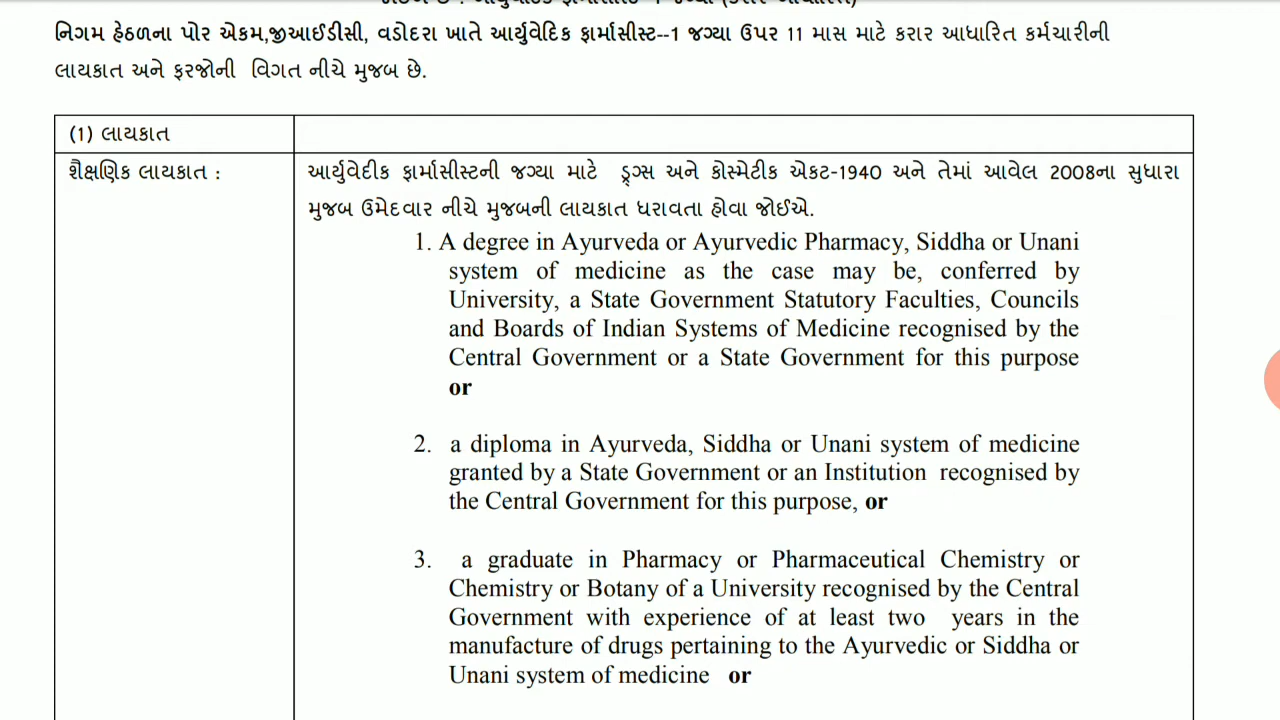 નિગમ હેઠળના પોર એકમ,જીઆઈડીસી, વડોદરા ખાતે આર્યુવેદિક ફાર્માસીસ્ટ--1 જગ્યા ઉપર 11 માસ માટે કરાર આધારિત કર્મચારીની
લાયકાત અને ફરજોની વિગત નીચે મુજબ છે.
(1) લાયકાત
શૈક્ષણિક લાયકાત :
આર્યુવેદીક ફાર્માસીસ્ટની જગ્યા માટે ડ્રગ્સ અને કોસ્મેટીક એકટ-1940 અને તેમાં આવેલ 2008ના સુધારા
મુજબ ઉમેદવાર નીચે મુજબની લાયકાત ધરાવતા હોવા જોઈએ.
1. A degree in Ayurveda or Ayurvedic Pharmacy, Siddha or Unani
system of medicine as the case may be, conferred by
University, a State Government Statutory Faculties, Councils
and Boards of Indian Systems of Medicine recognised by the
Central Government or a State Government for this purpose
or
2. a diploma in Ayurveda, Siddha or Unani system of medicine
granted by a State Government or an Institution recognised by
the Central Government for this purpose, or
3. a graduate in Pharmacy or Pharmaceutical Chemistry or
Chemistry or Botany of a University recognised by the Central
Government with experience of at least two years in the
manufacture of drugs pertaining to the Ayurvedic or Siddha or
Unani system of medicine or